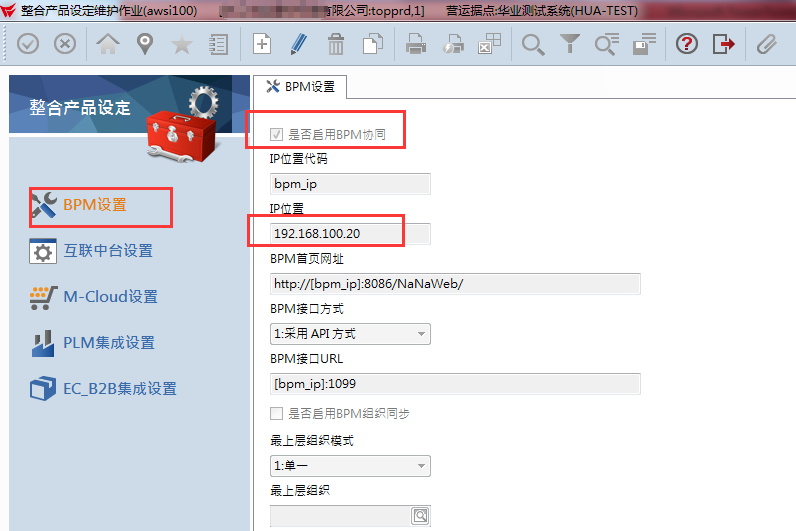 整合产品设定维护作业(awsi100) [ 有限公司:topprd,1] 营运据点:华业测试系统(HUA-TEST)
整合产品设定
BPM设置
互联中台设置
M-Cloud设置
PLM集成设置
EC_B2B集成设置
BPM设置
是否启用BPM协同
IP位置代码
bpm_ip
IP位置
192.168.100.20
BPM首页网址
http://[bpm_ip]:8086/NaNaWeb/
BPM接口方式
1:采用 API 方式
BPM接口URL
[bpm_ip]:1099
是否启用BPM组织同步
最上层组织模式
1:单一
最上层组织